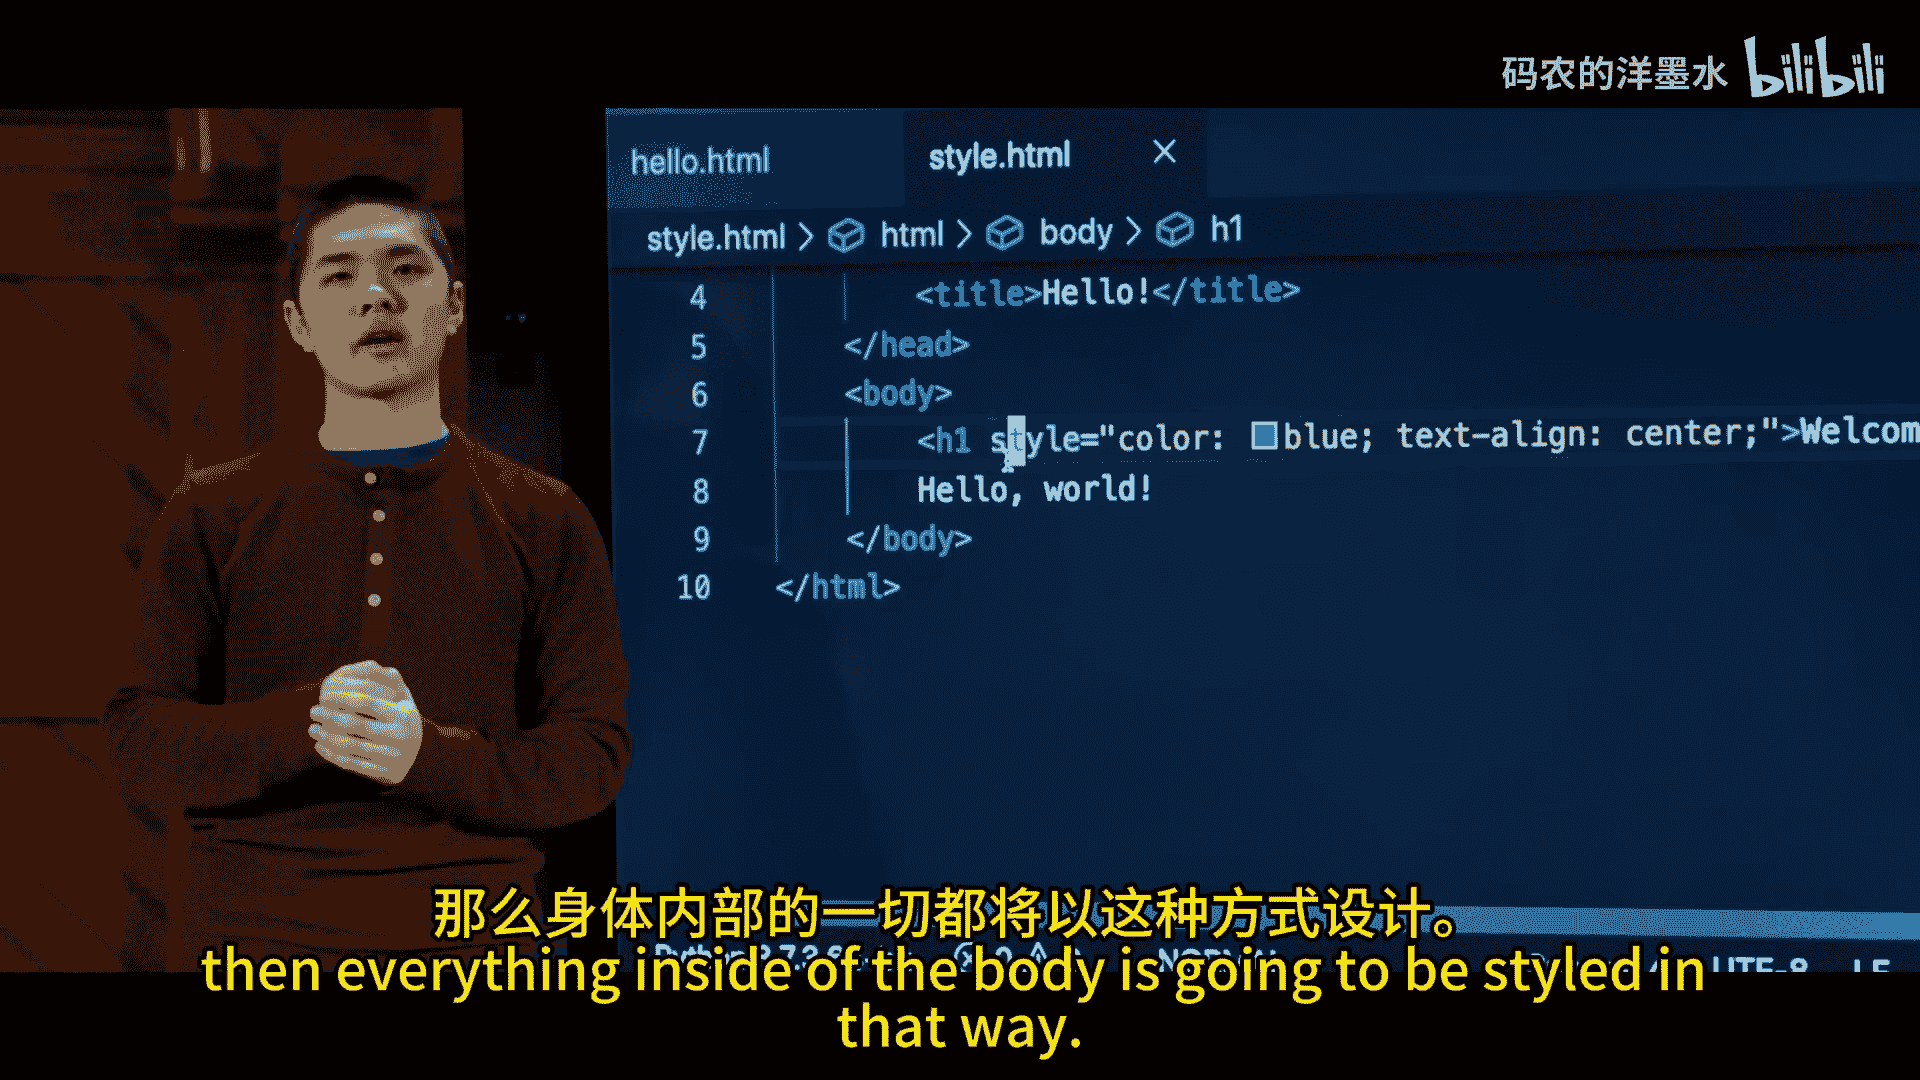 码农的洋墨水 bilibili
hello.html
style.html
style.html > html > body > h1
4 <title>Hello!</title>
5 </head>
6 <body>
7 <h1 style="color: blue; text-align: center;">Welcom
8 Hello, world!
9 </body>
10 </html>
那么身体内部的一切都将以这种方式设计。
then everything inside of the body is going to be styled in
that way.
UTF-8
LF